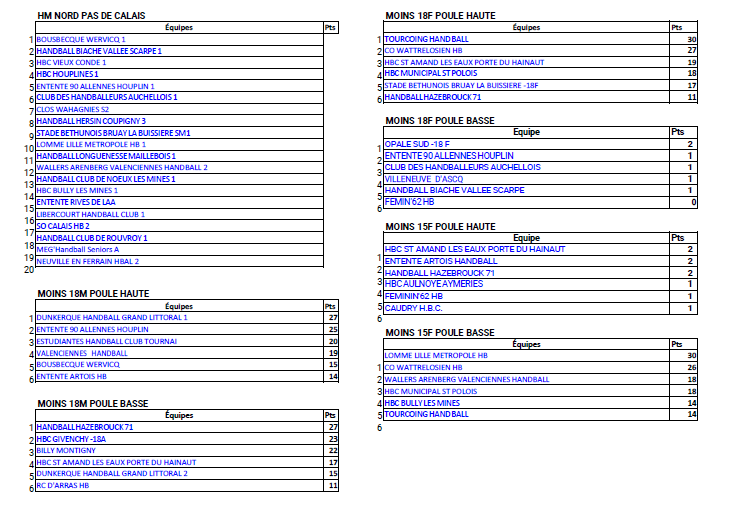 HM NORD PAS DE CALAIS
Équipes Pts
1 BOUSBECQUE WERVICQ 1
2 HANDBALL BIACHE VALLEE SCARPE 1
3 HBC VIEUX CONDE 1
4 HBC HOUPLINES 1
5 ENTENTE 90 ALLENNES HOUPLIN 1
6 CLUB DES HANDBALLEURS AUCHELLOIS 1
7 CLOS WAHAGNIES S2
8 HANDBALL HERSIN COUPIGNY 3
9 STADE BETHUNOIS BRUAY LA BUISSIERE SM1
10 LOMME LILLE METROPOLE HB 1
11 HANDBALL LONGUENESSE MAILLEBOIS 1
12 WALLERS ARENBERG VALENCIENNES HANDBALL 2
13 HANDBALL CLUB DE NOEUX LES MINES 1
14 HBC BULLY LES MINES 1
15 ENTENTE RIVES DE LAA
16 LIBERCOURT HANDBALL CLUB 1
17 SO CALAIS HB 2
18 HANDBALL CLUB DE ROUVROY 1
19 MEG'Handball Seniors A
20 NEUVILLE EN FERRAIN HBAL 2
MOINS 18M POULE HAUTE
Équipes Pts
1 DUNKERQUE HANDBALL GRAND LITTORAL 1 27
2 ENTENTE 90 ALLENNES HOUPLIN 25
3 ESTUDIANTES HANDBALL CLUB TOURNAI 20
4 VALENCIENNES HANDBALL 19
5 BOUSBECQUE WERVICQ 15
6 ENTENTE ARTOIS HB 14
MOINS 18M POULE BASSE
Équipes Pts
1 HANDBALL HAZEBROUCK 71 27
2 HBC GIVENCHY -18A 23
3 BILLY MONTIGNY 22
4 HBC ST AMAND LES EAUX PORTE DU HAINAUT 17
5 DUNKERQUE HANDBALL GRAND LITTORAL 2 15
6 RC D'ARRAS HB 11
MOINS 18F POULE HAUTE
Équipes Pts
1 TOURCOING HANDBALL 30
2 CO WATTRELOSIEN HB 27
3 HBC ST AMAND LES EAUX PORTE DU HAINAUT 19
4 HBC MUNICIPAL ST POLOIS 18
5 STADE BETHUNOIS BRUAY LA BUISSIERE -18F 17
6 HANDBALL HAZEBROUCK 71 11
MOINS 18F POULE BASSE
Equipe Pts
1 OPALE SUD -18 F 2
2 ENTENTE 90 ALLENNES HOUPLIN 1
3 CLUB DES HANDBALLEURS AUCHELLOIS 1
4 VILLENEUVE D'ASCQ 1
5 HANDBALL BIACHE VALLEE SCARPE 1
6 FEMIN'62 HB 0
MOINS 15F POULE HAUTE
Equipe Pts
1 HBC ST AMAND LES EAUX PORTE DU HAINAUT 2
2 ENTENTE ARTOIS HANDBALL 2
3 HANDBALL HAZEBROUCK 71 2
4 HBC AULNOYE AYMERIES 1
5 FEMININ'62 HB 1
6 CAUDRY H.B.C. 1
MOINS 15F POULE BASSE
Équipes Pts
1 LOMME LILLE METROPOLE HB 30
2 CO WATTRELOSIEN HB 26
3 WALLERS ARENBERG VALENCIENNES HANDBALL 18
4 HBC MUNICIPAL ST POLOIS 18
5 HBC BULLY LES MINES 14
6 TOURCOING HANDBALL 14